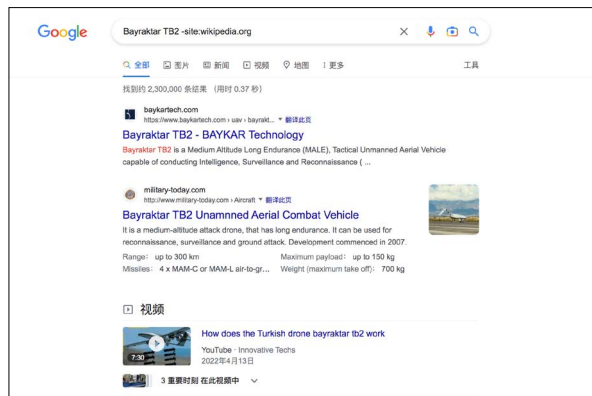 Google
Bayraktar TB2 -site:wikipedia.org
全部 图片 新闻 视频 地图 更多 工具
找到约 2,300,000 条结果 （用时 0.37 秒）
baykartech.com
https://www.baykartech.com › uav › bayrakt... 翻译此页
Bayraktar TB2 - BAYKAR Technology
Bayraktar TB2 is a Medium Altitude Long Endurance (MALE), Tactical Unmanned Aerial Vehicle
capable of conducting Intelligence, Surveillance and Reconnaissance ( ...
military-today.com
http://www.military-today.com › Aircraft 翻译此页
Bayraktar TB2 Unamnned Aerial Combat Vehicle
It is a medium-altitude attack drone, that has long endurance. It can be used for
reconnaissance, surveillance and ground attack. Development commenced in 2007.
Range: up to 300 km Maximum payload: up to 150 kg
Missiles: 4 x MAM-C or MAM-L air-to-gr... Weight (maximum take off): 700 kg
视频
How does the Turkish drone bayraktar tb2 work
7:30
YouTube · Innovative Techs
2022年4月13日
3 重要时刻 在此视频中